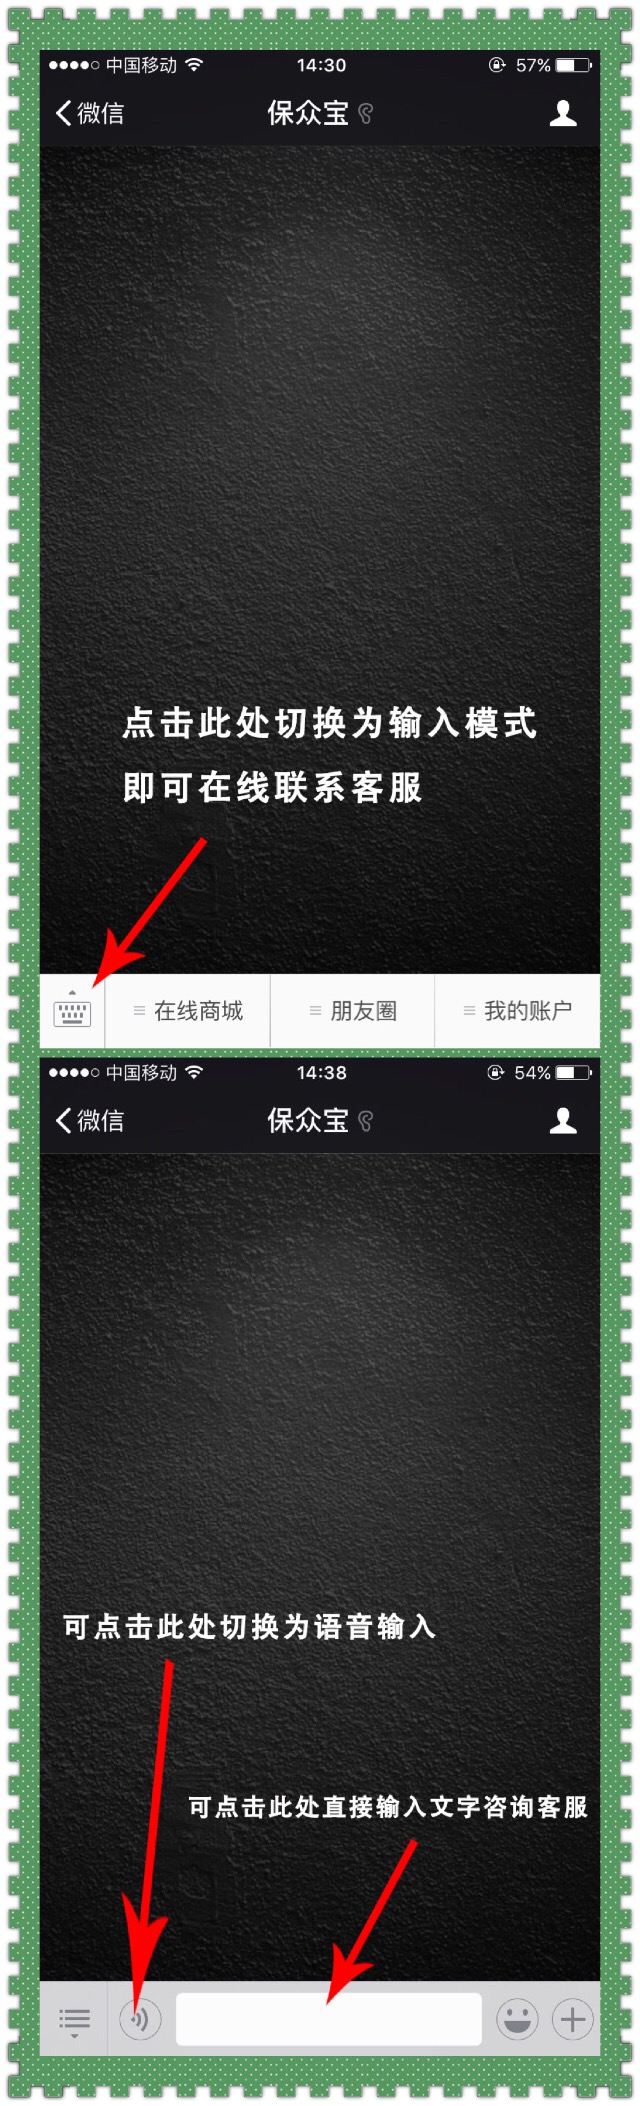 中国移动 14:30 57%
微信 保众宝
点击此处切换为输入模式
即可在线联系客服
在线商城 朋友圈 我的账户
中国移动 14:38 54%
微信 保众宝
可点击此处切换为语音输入
可点击此处直接输入文字咨询客服